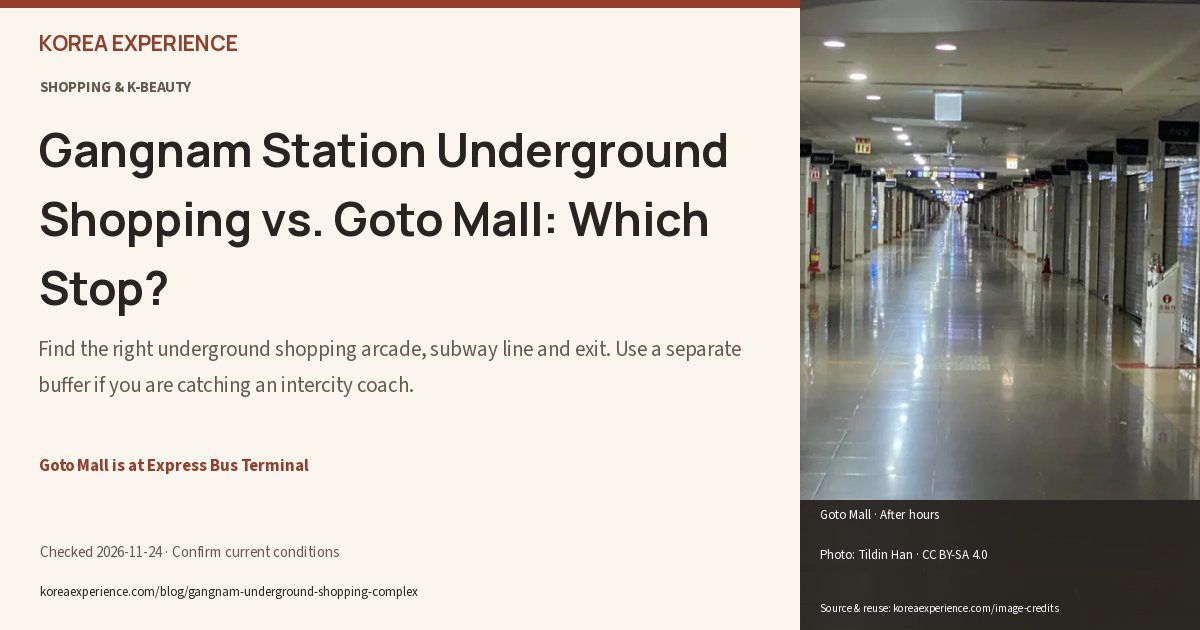 KOREA EXPERIENCE
SHOPPING & K-BEAUTY
Gangnam Station Underground
Shopping vs. Goto Mall: Which
Stop?
Find the right underground shopping arcade, subway line and exit. Use a separate
buffer if you are catching an intercity coach.
Goto Mall is at Express Bus Terminal
Checked 2026-11-24 · Confirm current conditions
koreaexperience.com/blog/gangnam-underground-shopping-complex
Goto Mall · After hours
Photo: Tildin Han · CC BY-SA 4.0
Source & reuse: koreaexperience.com/image-credits